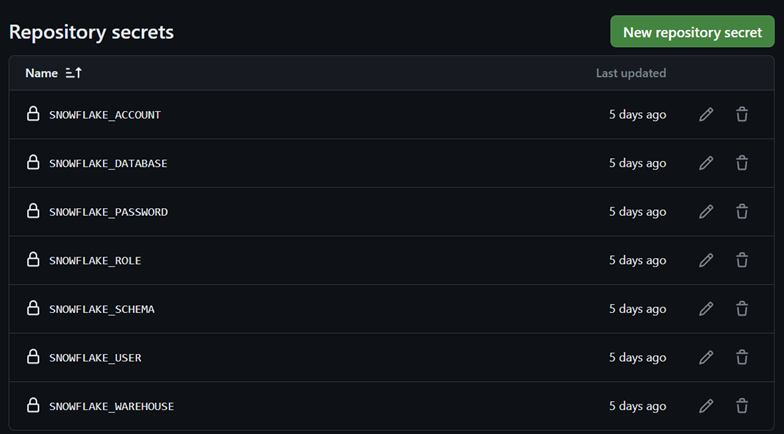 Repository secrets
New repository secret
Name Last updated
SNOWFLAKE_ACCOUNT 5 days ago
SNOWFLAKE_DATABASE 5 days ago
SNOWFLAKE_PASSWORD 5 days ago
SNOWFLAKE_ROLE 5 days ago
SNOWFLAKE_SCHEMA 5 days ago
SNOWFLAKE_USER 5 days ago
SNOWFLAKE_WAREHOUSE 5 days ago